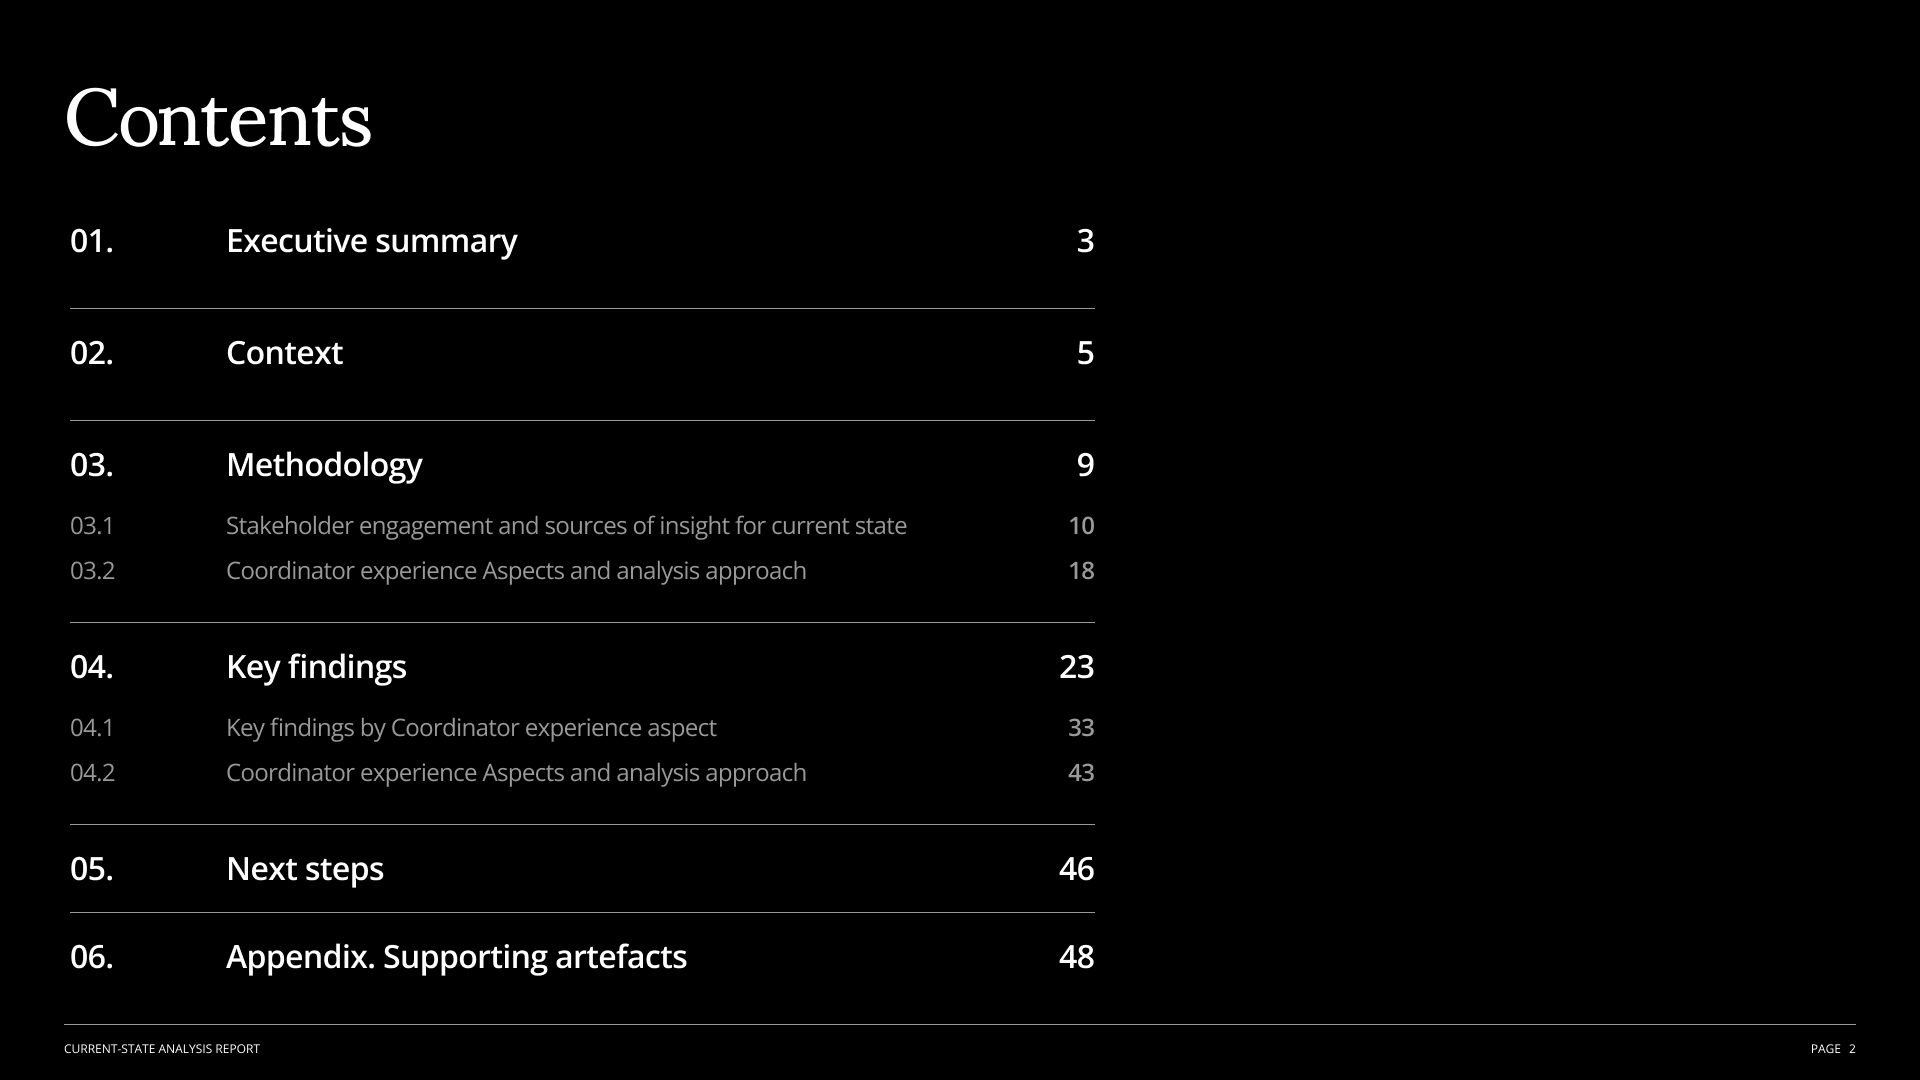 Contents
01. Executive summary 3
02. Context 5
03. Methodology 9
03.1 Stakeholder engagement and sources of insight for current state 10
03.2 Coordinator experience Aspects and analysis approach 18
04. Key findings 23
04.1 Key findings by Coordinator experience aspect 33
04.2 Coordinator experience Aspects and analysis approach 43
05. Next steps 46
06. Appendix. Supporting artefacts 48
CURRENT-STATE ANALYSIS REPORT PAGE 2